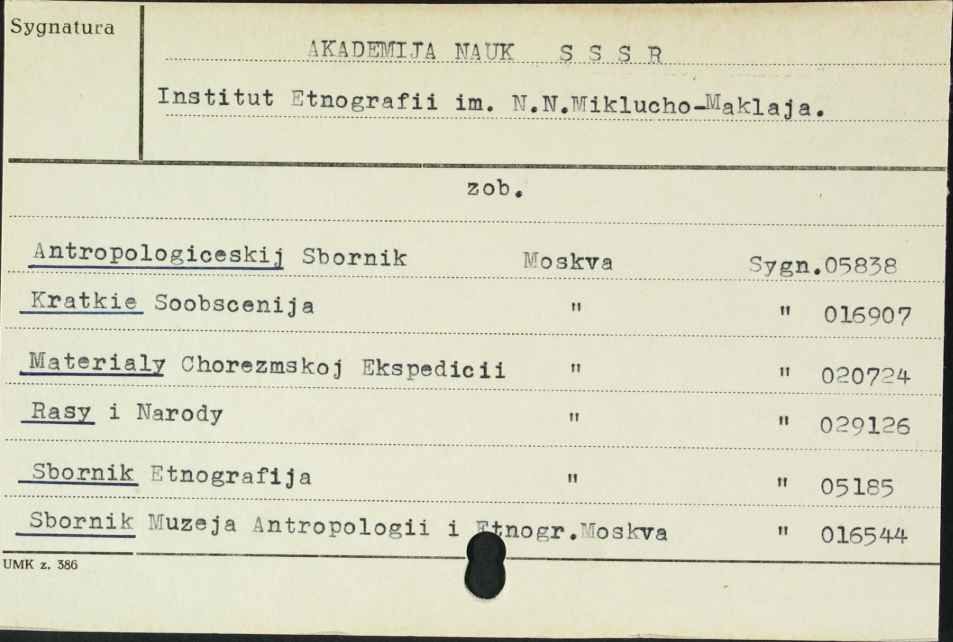 Sygnatura
AKADEMIJA NAUK S S S R
Institut Etnografii im. N.N.Miklucho-Maklaja.
zob.
Antropologiceskij Sbornik Moskva Sygn.05838
Kratkie Soobscenija " " 016907
Materialy Chorezmskoj Ekspedicii " " 020724
Rasy i Narody " " 029126
Sbornik Etnografija " " 05185
Sbornik Muzeja Antropologii i Etnogr.Moskva " 016544
UMK z. 386